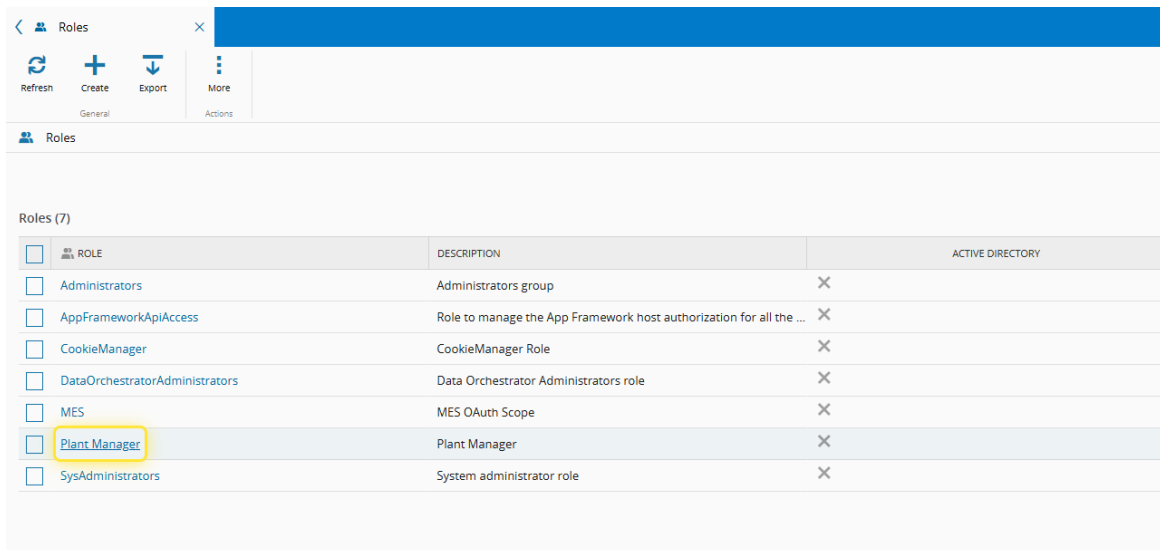 Roles
Refresh Create Export More
General Actions
Roles
Roles (7)
ROLE DESCRIPTION ACTIVE DIRECTORY
Administrators Administrators group
AppFrameworkApiAccess Role to manage the App Framework host authorization for all the ...
CookieManager CookieManager Role
DataOrchestratorAdministrators Data Orchestrator Administrators role
MES MES OAuth Scope
Plant Manager Plant Manager
SysAdministrators System administrator role